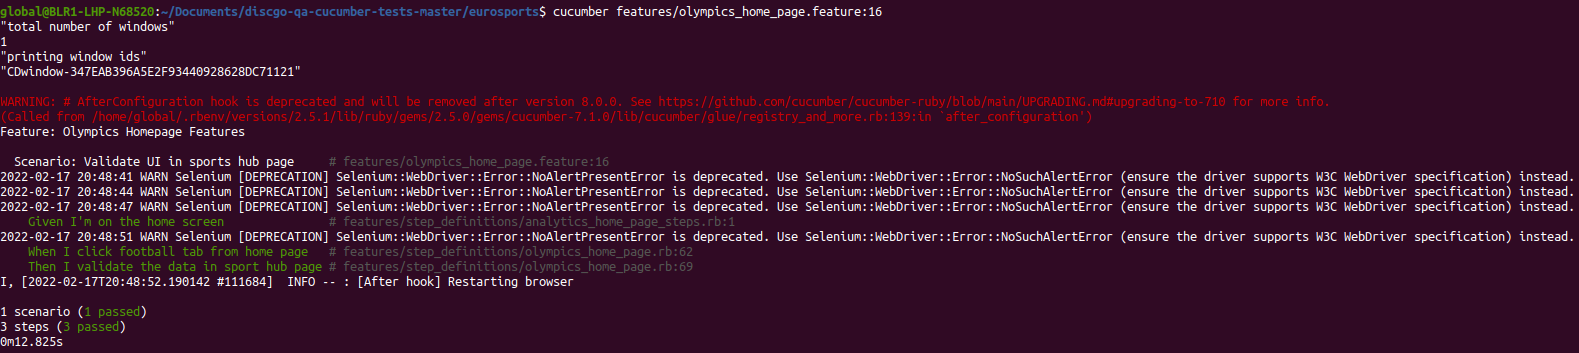 global@BLR1-LHP-N68520:~/Documents/discgo-qa-cucumber-tests-master/eurosports$ cucumber features/olympics_home_page.feature:16
"total number of windows"
1
"printing window ids"
"CDwindow-347EAB396A5E2F93440928628DC71121"
WARNING: # AfterConfiguration hook is deprecated and will be removed after version 8.0.0. See https://github.com/cucumber/cucumber-ruby/blob/main/UPGRADING.md#upgrading-to-710 for more info.
(Called from /home/global/.rbenv/versions/2.5.1/lib/ruby/gems/2.5.0/gems/cucumber-7.1.0/lib/cucumber/glue/registry_and_more.rb:139:in `after_configuration')
Feature: Olympics Homepage Features
Scenario: Validate UI in sports hub page # features/olympics_home_page.feature:16
2022-02-17 20:48:41 WARN Selenium [DEPRECATION] Selenium::WebDriver::Error::NoAlertPresentError is deprecated. Use Selenium::WebDriver::Error::NoSuchAlertError (ensure the driver supports W3C WebDriver specification) instead.
2022-02-17 20:48:44 WARN Selenium [DEPRECATION] Selenium::WebDriver::Error::NoAlertPresentError is deprecated. Use Selenium::WebDriver::Error::NoSuchAlertError (ensure the driver supports W3C WebDriver specification) instead.
2022-02-17 20:48:47 WARN Selenium [DEPRECATION] Selenium::WebDriver::Error::NoAlertPresentError is deprecated. Use Selenium::WebDriver::Error::NoSuchAlertError (ensure the driver supports W3C WebDriver specification) instead.
Given I'm on the home screen # features/step_definitions/analytics_home_page_steps.rb:1
2022-02-17 20:48:51 WARN Selenium [DEPRECATION] Selenium::WebDriver::Error::NoAlertPresentError is deprecated. Use Selenium::WebDriver::Error::NoSuchAlertError (ensure the driver supports W3C WebDriver specification) instead.
When I click football tab from home page # features/step_definitions/olympics_home_page.rb:62
Then I validate the data in sport hub page # features/step_definitions/olympics_home_page.rb:69
I, [2022-02-17T20:48:52.190142 #111684] INFO -- : [After hook] Restarting browser
1 scenario (1 passed)
3 steps (3 passed)
0m12.825s